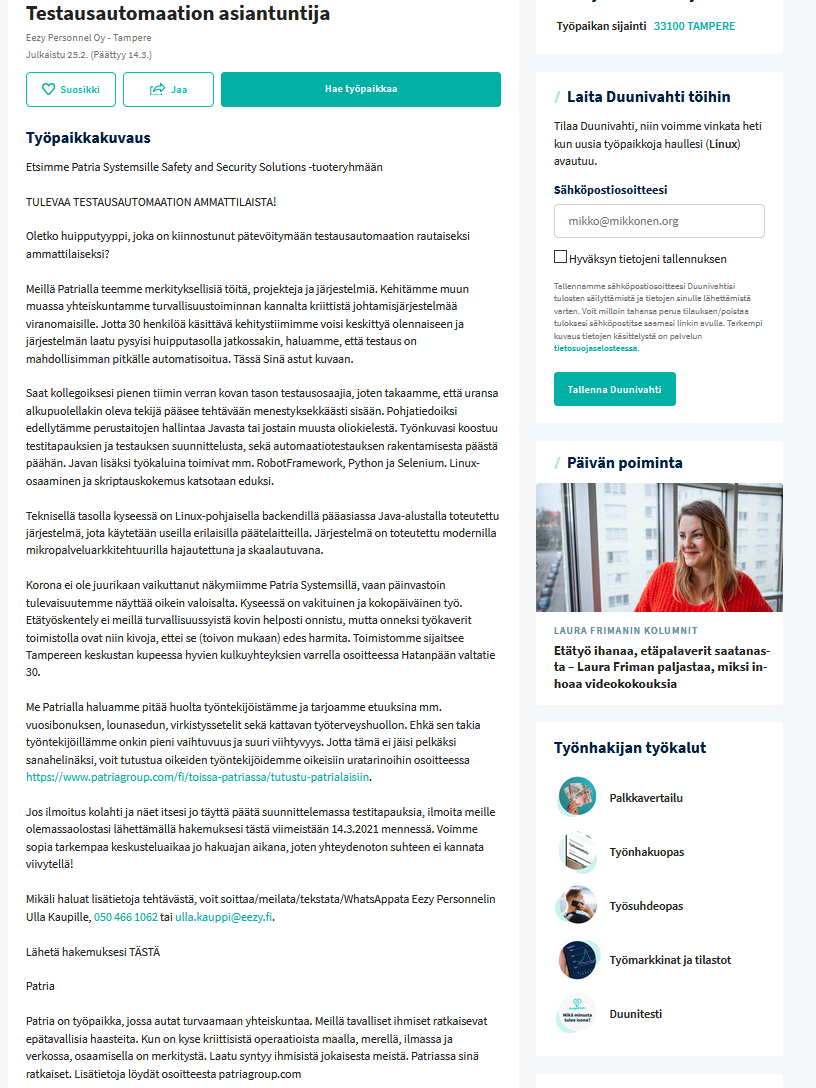 Testausautomaation asiantuntija
Eezy Personnel Oy - Tampere
Julkaistu 25.2. (Päättyy 14.3.)
Suosikki
Jaa
Hae työpaikkaa
Työpaikkakuvaus
Etsimme Patria Systemsille Safety and Security Solutions -tuoteryhmään
TULEVAA TESTAUSAUTOMAATION AMMATTILAISTA!
Oletko huipputyyppi, joka on kiinnostunut pätevöitymään testausautomaation rautaiseksi
ammattilaiseksi?
Meillä Patrialla teemme merkityksellisiä töitä, projekteja ja järjestelmiä. Kehitämme muun
muassa yhteiskuntamme turvallisuustoiminnan kannalta kriittistä johtamisjärjestelmää
viranomaisille. Jotta 30 henkilöä käsittävä kehitystiimimme voisi keskittyä olennaiseen ja
järjestelmän laatu pysyisi huipputasolla jatkossakin, haluamme, että testaus on
mahdollisimman pitkälle automatisoitua. Tässä Sinä astut kuvaan.
Saat kollegoiksesi pienen tiimin verran kovan tason testausosaajia, joten takaamme, että uransa
alkupuolellakin oleva tekijä pääsee tehtävään menestyksekkäästi sisään. Pohjatiedoiksi
edellytämme perustaitojen hallintaa Javasta tai jostain muusta oliokielestä. Työnkuvasi koostuu
testitapauksien ja testauksen suunnittelusta, sekä automaatiotestauksen rakentamisesta päästä
päähän. Javan lisäksi työkaluina toimivat mm. RobotFramework, Python ja Selenium. Linux-
osaaminen ja skriptauskokemus katsotaan eduksi.
Teknisellä tasolla kyseessä on Linux-pohjaisella backendillä pääasiassa Java-alustalla toteutettu
järjestelmä, jota käytetään useilla erilaisilla päätelaitteilla. Järjestelmä on toteutettu modernilla
mikropalveluarkkitehtuurilla hajautettuna ja skaalautuvana.
Korona ei ole juurikaan vaikuttanut näkymiimme Patria Systemsillä, vaan päinvastoin
tulevaisuutemme näyttää oikein valoisalta. Kyseessä on vakituinen ja kokopäiväinen työ.
Etätyöskentely ei meillä turvallisuussyistä kovin helposti onnistu, mutta onneksi työkaverit
toimistolla ovat niin kivoja, ettei se (toivon mukaan) edes harmita. Toimistomme sijaitsee
Tampereen keskustan kupeessa hyvien kulkuyhteyksien varrella osoitteessa Hatanpään valtatie
30.
Me Patrialla haluamme pitää huolta työntekijöistämme ja tarjoamme etuuksina mm.
vuosibonuksen, lounasedun, virkistyssetelit sekä kattavan työterveyshuollon. Ehkä sen takia
työntekijöillämme onkin pieni vaihtuvuus ja suuri viihtyvyys. Jotta tämä ei jäisi pelkäksi
sanahelinäksi, voit tutustua oikeiden työntekijöidemme oikeisiin uratarinoihin osoitteessa
https://www.patriagroup.com/fi/toissa-patriassa/tutustu-patrialaisiin.
Jos ilmoitus kolahti ja näet itsesi jo täyttä päätä suunnittelemassa testitapauksia, ilmoita meille
olemassaolostasi lähettämällä hakemuksesi tästä viimeistään 14.3.2021 mennessä. Voimme
sopia tarkempaa keskusteluaikaa jo hakuajan aikana, joten yhteydenoton suhteen ei kannata
viivytellä!
Mikäli haluat lisätietoja tehtävästä, voit soittaa/meilata/tekstata/WhatsAppata Eezy Personnelin
Ulla Kaupille, 050 466 1062 tai ulla.kauppi@eezy.fi.
Lähetä hakemuksesi TÄSTÄ
Patria
Patria on työpaikka, jossa autat turvaamaan yhteiskuntaa. Meillä tavalliset ihmiset ratkaisevat
epätavallisia haasteita. Kun on kyse kriittisistä operaatioista maalla, merellä, ilmassa ja
verkossa, osaamisella on merkitystä. Laatu syntyy ihmisistä jokaisesta meistä. Patriassa sinä
ratkaiset. Lisätietoja löydät osoitteesta patriagroup.com
Työpaikan sijainti 33100 TAMPERE
/ Laita Duunivahti töihin
Tilaa Duunivahti, niin voimme vinkata heti
kun uusia työpaikkoja haullesi (Linux)
avautuu.
Sähköpostiosoitteesi
mikko@mikkonen.org
Hyväksyn tietojeni tallennuksen
Tallennamme sähköpostiosoitteesi Duunivahtisi
tulosten säilyttämistä ja tietojen sinulle lähettämistä
varten. Voit milloin tahansa perua tilauksen/poistaa
tuloksesi sähköpostitse saamasi linkin avulla. Tarkempi
kuvaus tietojen käsittelystä on palvelun
tietosuojaselosteessa.
Tallenna Duunivahti
/ Päivän poiminta
LAURA FRIMANIN KOLUMNIT
Etätyö ihanaa, etäpalaverit saatanas-
ta – Laura Friman paljastaa, miksi in-
hoaa videokokouksia
Työnhakijan työkalut
Palkkavertailu
Työnhakuopas
Työsuhdeopas
Työmarkkinat ja tilastot
Mikä minusta
tulee isona?
Duunitesti